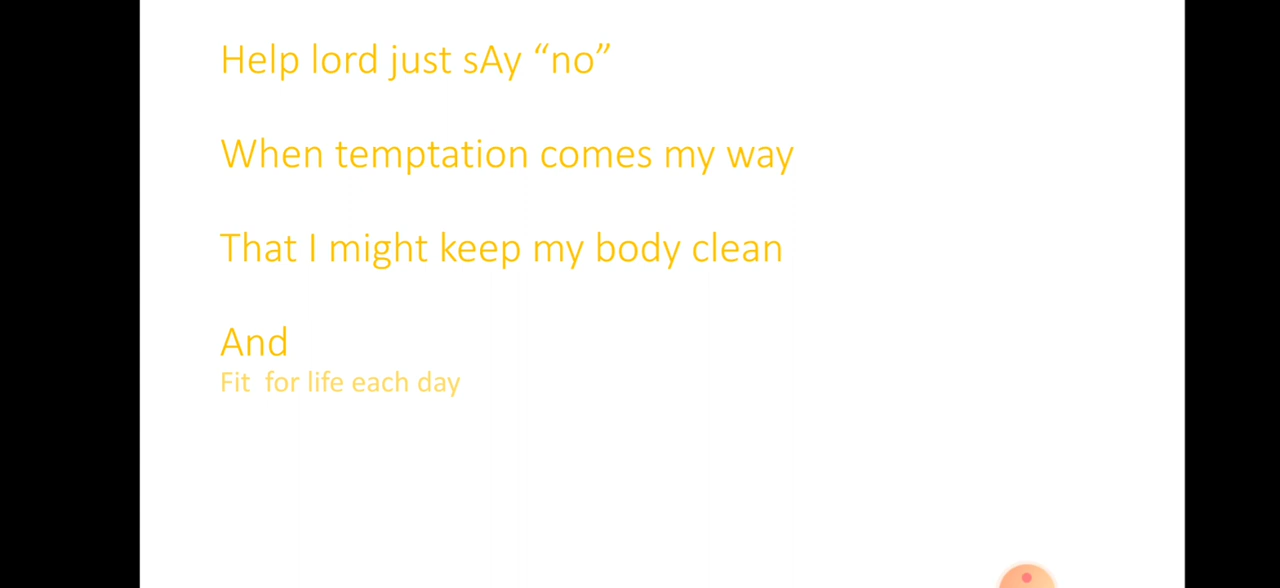 Help lord just sAy “no”
When temptation comes my way
That I might keep my body clean
And
Fit  for life each day